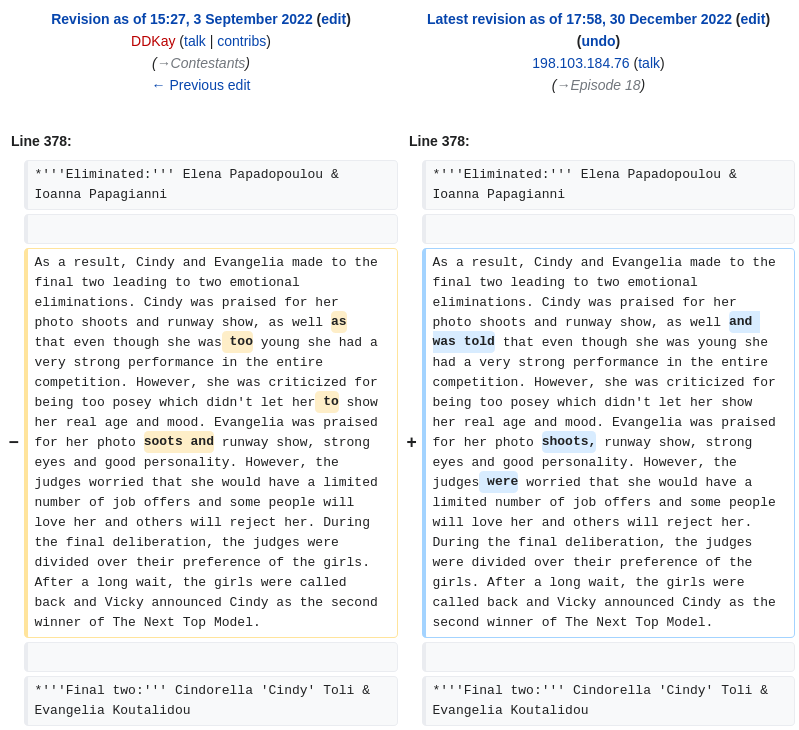 Revision as of 15:27, 3 September 2022 (edit)
DDKay (talk | contribs)
(→Contestants)
← Previous edit
Line 378:
*'''Eliminated:''' Elena Papadopoulou &
Ioanna Papagianni
− As a result, Cindy and Evangelia made to the
final two leading to two emotional
eliminations. Cindy was praised for her
photo shoots and runway show, as well as
that even though she was too young she had a
very strong performance in the entire
competition. However, she was criticized for
being too posey which didn't let her to show
her real age and mood. Evangelia was praised
for her photo soots and runway show, strong
eyes and good personality. However, the
judges worried that she would have a limited
number of job offers and some people will
love her and others will reject her. During
the final deliberation, the judges were
divided over their preference of the girls.
After a long wait, the girls were called
back and Vicky announced Cindy as the second
winner of The Next Top Model.
*'''Final two:''' Cindorella 'Cindy' Toli &
Evangelia Koutalidou
Latest revision as of 17:58, 30 December 2022 (edit)
(undo)
198.103.184.76 (talk)
(→Episode 18)
Line 378:
*'''Eliminated:''' Elena Papadopoulou &
Ioanna Papagianni
+ As a result, Cindy and Evangelia made to the
final two leading to two emotional
eliminations. Cindy was praised for her
photo shoots and runway show, as well and
was told that even though she was young she
had a very strong performance in the entire
competition. However, she was criticized for
being too posey which didn't let her show
her real age and mood. Evangelia was praised
for her photo shoots, runway show, strong
eyes and good personality. However, the
judges were worried that she would have a
limited number of job offers and some people
will love her and others will reject her.
During the final deliberation, the judges
were divided over their preference of the
girls. After a long wait, the girls were
called back and Vicky announced Cindy as the
second winner of The Next Top Model.
*'''Final two:''' Cindorella 'Cindy' Toli &
Evangelia Koutalidou